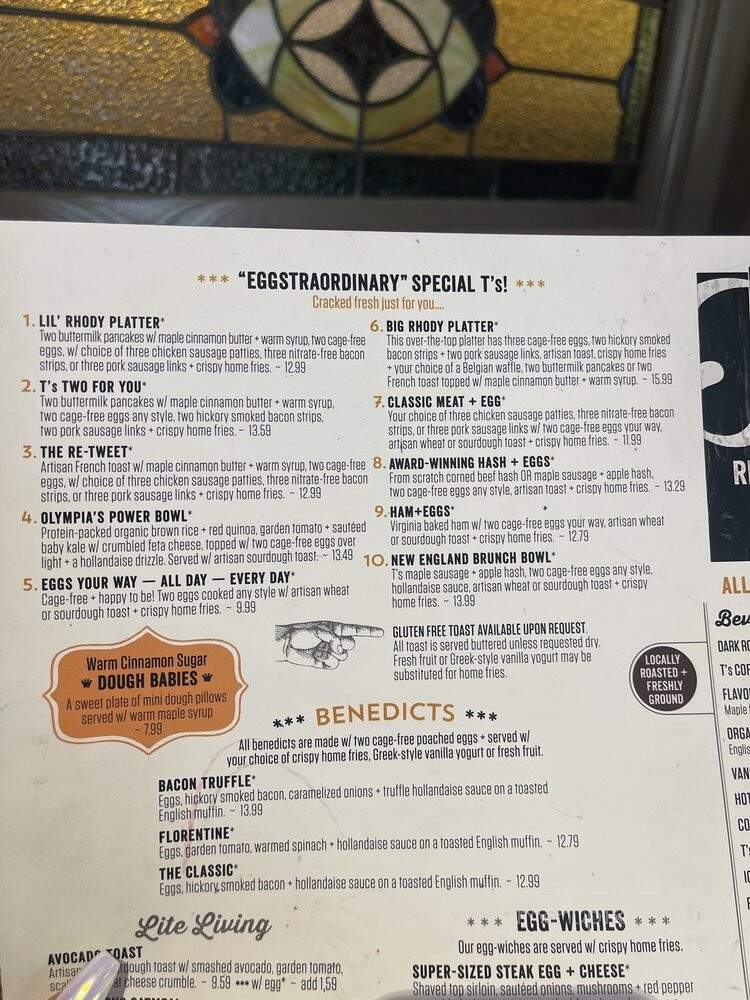 *** "EGGSTRAORDINARY" SPECIAL T's! ***
Cracked fresh just for you....
1. LIL' RHODY PLATTER*
Two buttermilk pancakes w/ maple cinnamon butter + warm syrup, two cage-free
eggs, w/ choice of three chicken sausage patties, three nitrate-free bacon
strips, or three pork sausage links + crispy home fries. ~ 12.99
2. T's TWO FOR YOU*
Two buttermilk pancakes w/ maple cinnamon butter + warm syrup,
two cage-free eggs any style, two hickory smoked bacon strips,
two pork sausage links + crispy home fries. ~ 13.59
3. THE RE-TWEET*
Artisan French toast w/ maple cinnamon butter + warm syrup, two cage-free
eggs, w/ choice of three chicken sausage patties, three nitrate-free bacon
strips, or three pork sausage links + crispy home fries. ~ 12.99
4. OLYMPIA'S POWER BOWL*
Protein-packed organic brown rice + red quinoa, garden tomato + sautéed
baby kale w/ crumbled feta cheese, topped w/ two cage-free eggs over
light + a hollandaise drizzle. Served w/ artisan sourdough toast. ~ 13.49
5. EGGS YOUR WAY — ALL DAY — EVERY DAY*
Cage-free + happy to be! Two eggs cooked any style w/ artisan wheat
or sourdough toast + crispy home fries. ~ 9.99
6. BIG RHODY PLATTER*
This over-the-top platter has three cage-free eggs, two hickory smoked
bacon strips + two pork sausage links, artisan toast, crispy home fries
+ your choice of a Belgian waffle, two buttermilk pancakes or two
French toast topped w/ maple cinnamon butter + warm syrup. ~ 15.99
7. CLASSIC MEAT + EGG*
Your choice of three chicken sausage patties, three nitrate-free bacon
strips, or three pork sausage links w/ two cage-free eggs your way,
artisan wheat or sourdough toast + crispy home fries. ~ 11.99
8. AWARD-WINNING HASH + EGGS*
From scratch corned beef hash OR maple sausage + apple hash,
two cage-free eggs any style, artisan toast + crispy home fries. ~ 13.29
9. HAM+EGGS*
Virginia baked ham w/ two cage-free eggs your way, artisan wheat
or sourdough toast + crispy home fries. ~ 12.79
10. NEW ENGLAND BRUNCH BOWL*
T's maple sausage + apple hash, two cage-free eggs any style,
hollandaise sauce, artisan wheat or sourdough toast + crispy
home fries. ~ 13.99
GLUTEN FREE TOAST AVAILABLE UPON REQUEST.
All toast is served buttered unless requested dry.
Fresh fruit or Greek-style vanilla yogurt may be
substituted for home fries.
Warm Cinnamon Sugar
DOUGH BABIES
A sweet plate of mini dough pillows
served w/ warm maple syrup
~ 7.99
LOCALLY
ROASTED +
FRESHLY
GROUND
*** BENEDICTS ***
All benedicts are made w/ two cage-free poached eggs + served w/
your choice of crispy home fries, Greek-style vanilla yogurt or fresh fruit.
BACON TRUFFLE*
Eggs, hickory smoked bacon, caramelized onions + truffle hollandaise sauce on a toasted
English muffin. ~ 13.99
FLORENTINE*
Eggs, garden tomato, warmed spinach + hollandaise sauce on a toasted English muffin. ~ 12.79
THE CLASSIC*
Eggs, hickory smoked bacon + hollandaise sauce on a toasted English muffin. ~ 12.99
Lite Living
AVOCADO TOAST
dough toast w/ smashed avocado, garden tomato,
cheese crumble. ~ 9.59 *** w/ egg* ~ add 1.59
*** EGG-WICHES ***
Our egg-wiches are served w/ crispy home fries.
SUPER-SIZED STEAK EGG + CHEESE*
Shaved top sirloin, sautéed onions, mushrooms + red pepper
R
ALL
DARK
T's
Maple